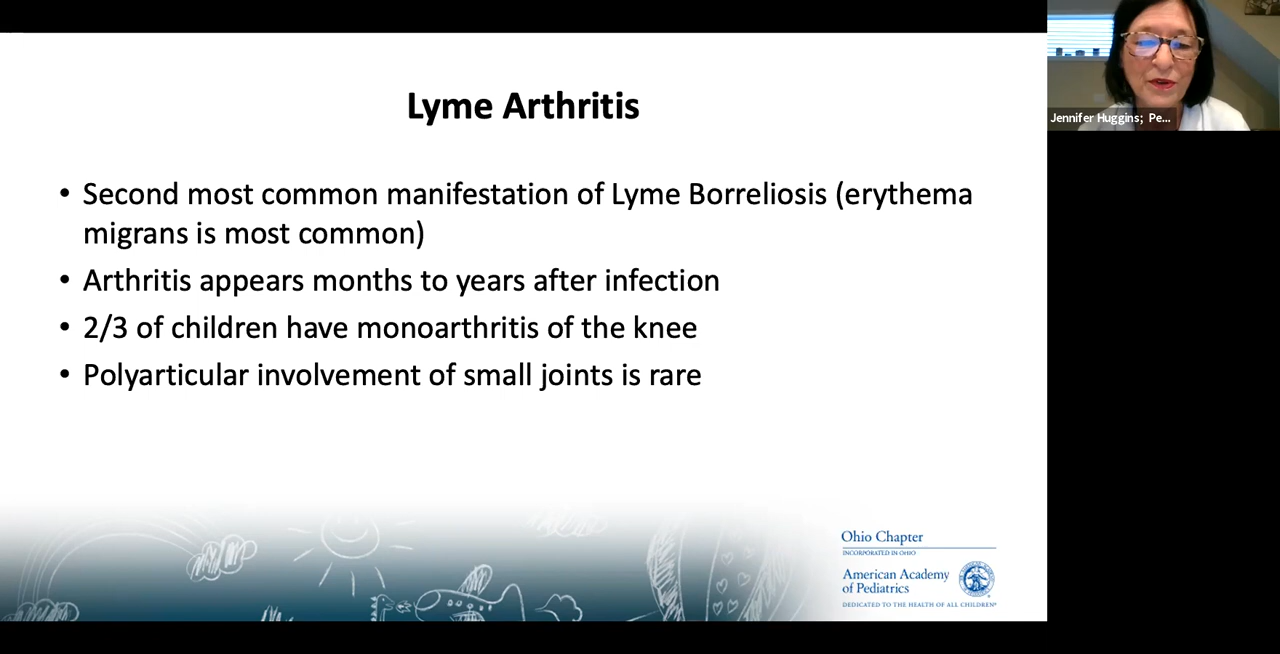 Lyme Arthritis
• Second most common manifestation of Lyme Borreliosis (erythema
migrans is most common)
• Arthritis appears months to years after infection
• 2/3 of children have monoarthritis of the knee
• Polyarticular involvement of small joints is rare
Ohio Chapter
INCORPORATED IN OHIO
American Academy
of Pediatrics
DEDICATED TO THE HEALTH OF ALL CHILDREN®
Jennifer Huggins; Pe...